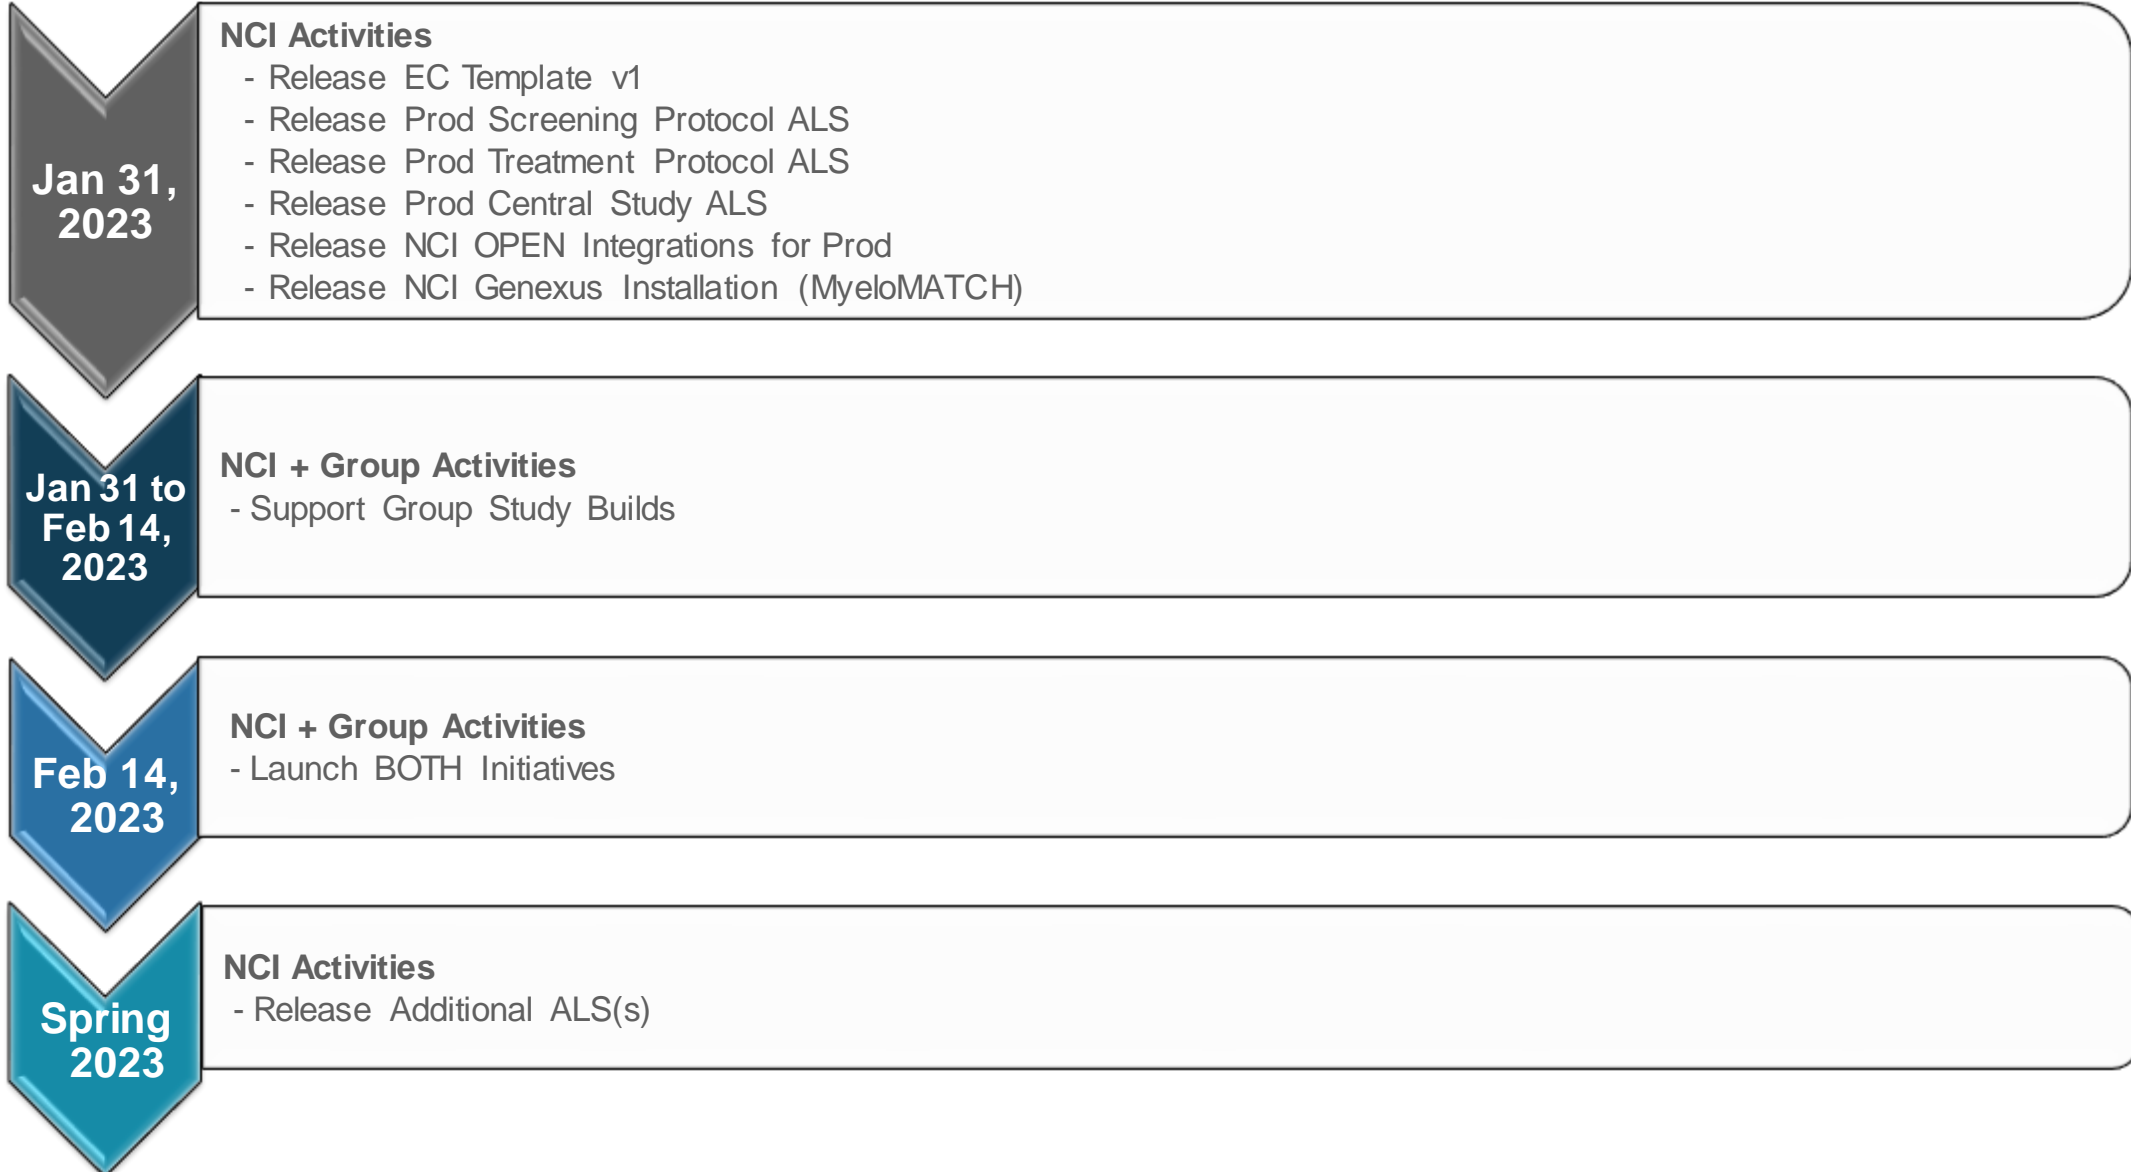 Jan 31,
2023
NCI Activities
- Release EC Template v1
- Release Prod Screening Protocol ALS
- Release Prod Treatment Protocol ALS
- Release Prod Central Study ALS
- Release NCI OPEN Integrations for Prod
- Release NCI Genexus Installation (MyeloMATCH)
Jan 31 to
Feb 14,
2023
NCI + Group Activities
- Support Group Study Builds
Feb 14,
2023
NCI + Group Activities
- Launch BOTH Initiatives
Spring
2023
NCI Activities
- Release Additional ALS(s)